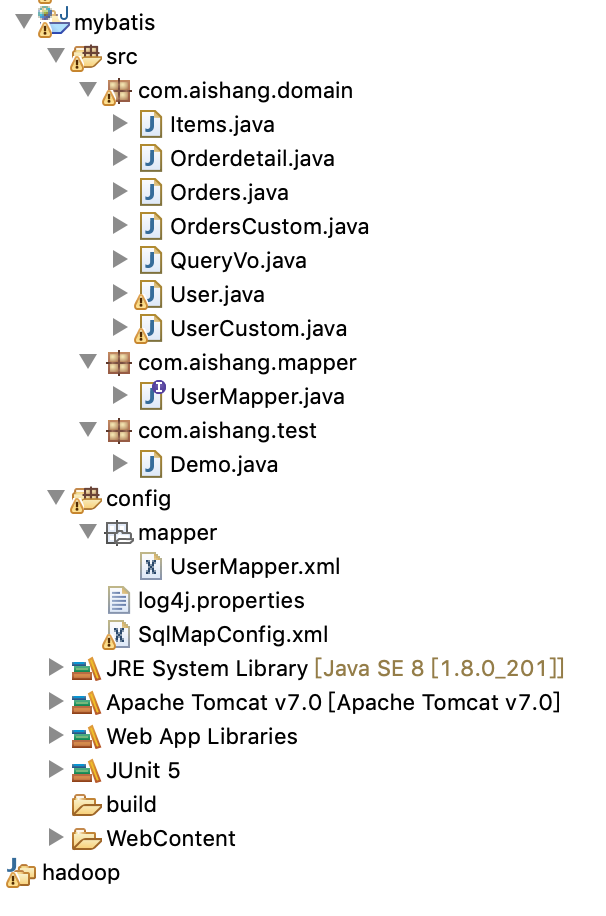 mybatis
src
com.aishang.domain
Items.java
Orderdetail.java
Orders.java
OrdersCustom.java
QueryVo.java
User.java
UserCustom.java
com.aishang.mapper
UserMapper.java
com.aishang.test
Demo.java
config
mapper
UserMapper.xml
log4j.properties
SqlMapConfig.xml
JRE System Library [Java SE 8 [1.8.0_201]]
Apache Tomcat v7.0 [Apache Tomcat v7.0]
Web App Libraries
JUnit 5
build
WebContent
hadoop